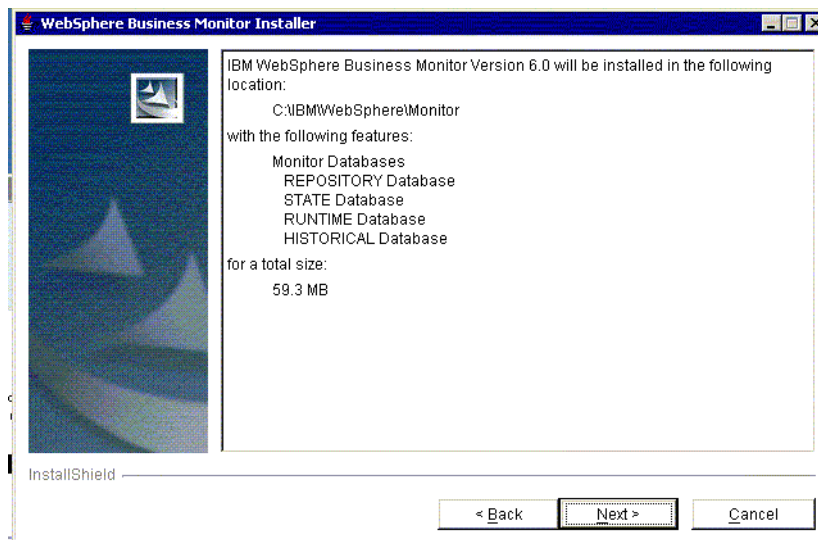 WebSphere Business Monitor Installer
IBM WebSphere Business Monitor Version 6.0 will be installed in the following
location:
C:\IBM\WebSphere\Monitor
with the following features:
Monitor Databases
REPOSITORY Database
STATE Database
RUNTIME Database
HISTORICAL Database
for a total size:
59.3 MB
InstallShield
< Back
Next >
Cancel